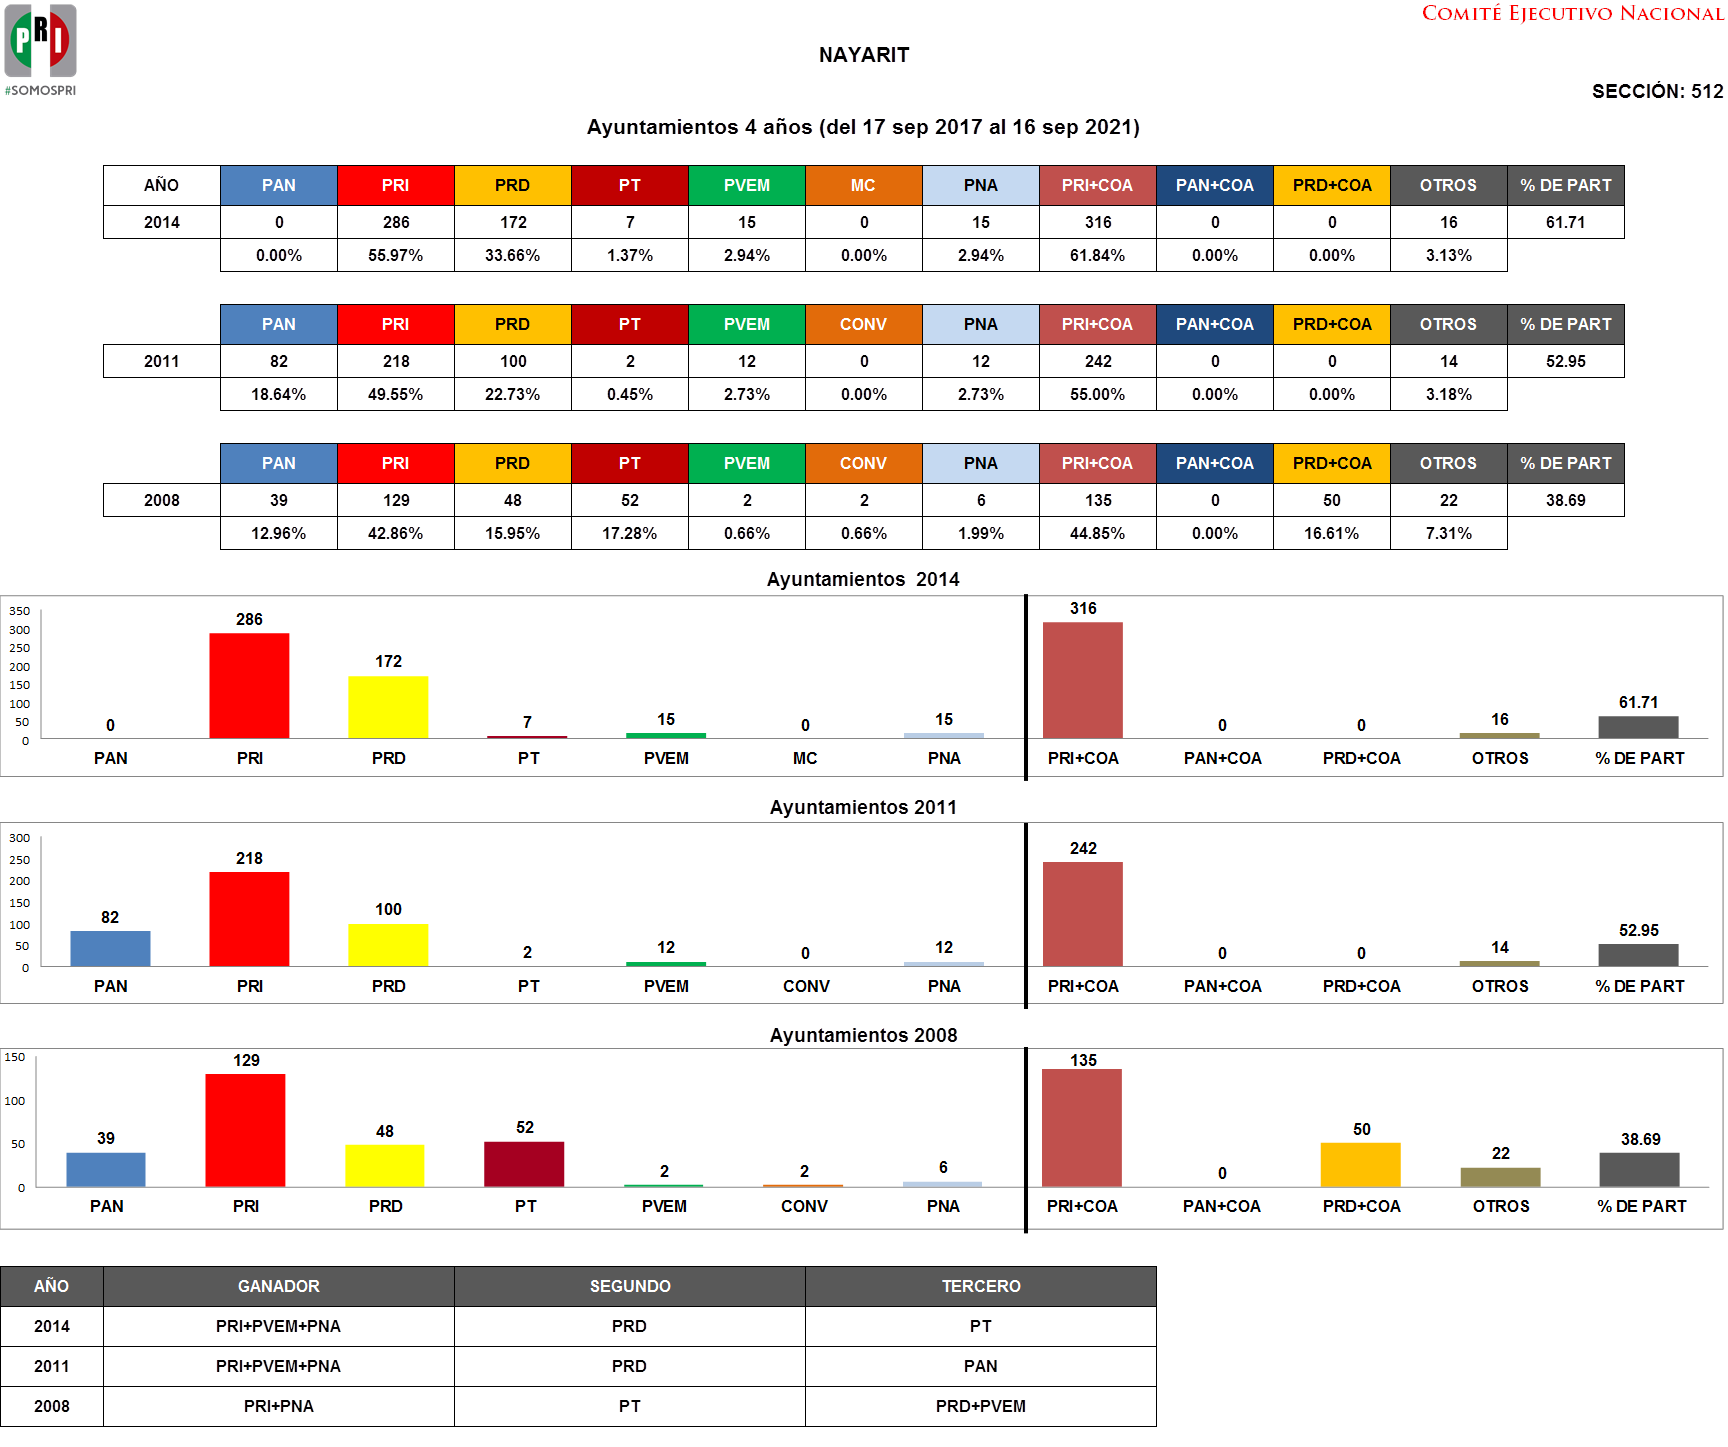 PRI
#SOMOSPRI
COMITÉ EJECUTIVO NACIONAL
NAYARIT
SECCIÓN: 512
Ayuntamientos 4 años (del 17 sep 2017 al 16 sep 2021)
AÑO PAN PRI PRD PT PVEM MC PNA PRI+COA PAN+COA PRD+COA OTROS % DE PART
2014 0 286 172 7 15 0 15 316 0 0 16 61.71
0.00% 55.97% 33.66% 1.37% 2.94% 0.00% 2.94% 61.84% 0.00% 0.00% 3.13%
PAN PRI PRD PT PVEM CONV PNA PRI+COA PAN+COA PRD+COA OTROS % DE PART
2011 82 218 100 2 12 0 12 242 0 0 14 52.95
18.64% 49.55% 22.73% 0.45% 2.73% 0.00% 2.73% 55.00% 0.00% 0.00% 3.18%
PAN PRI PRD PT PVEM CONV PNA PRI+COA PAN+COA PRD+COA OTROS % DE PART
2008 39 129 48 52 2 2 6 135 0 50 22 38.69
12.96% 42.86% 15.95% 17.28% 0.66% 0.66% 1.99% 44.85% 0.00% 16.61% 7.31%
Ayuntamientos 2014
350
300
250
200
150
100
50
0
0 286 172 7 15 0 15 316 0 0 16 61.71
PAN PRI PRD PT PVEM MC PNA PRI+COA PAN+COA PRD+COA OTROS % DE PART
Ayuntamientos 2011
300
250
200
150
100
50
0
82 218 100 2 12 0 12 242 0 0 14 52.95
PAN PRI PRD PT PVEM CONV PNA PRI+COA PAN+COA PRD+COA OTROS % DE PART
Ayuntamientos 2008
150
100
50
0
39 129 48 52 2 2 6 135 0 50 22 38.69
PAN PRI PRD PT PVEM CONV PNA PRI+COA PAN+COA PRD+COA OTROS % DE PART
AÑO GANADOR SEGUNDO TERCERO
2014 PRI+PVEM+PNA PRD PT
2011 PRI+PVEM+PNA PRD PAN
2008 PRI+PNA PT PRD+PVEM